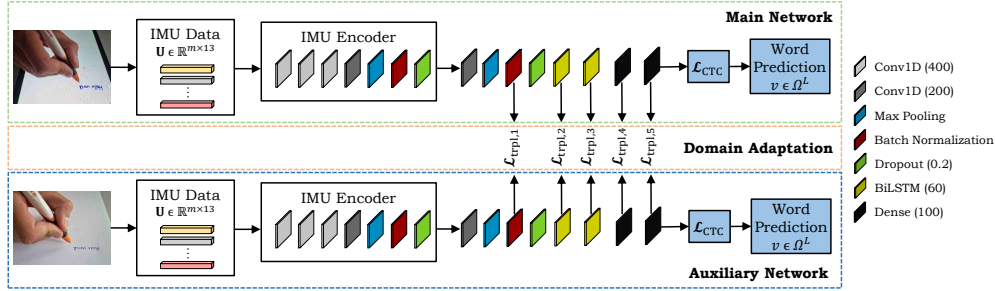 Main Network
IMU Data
U ∈ ℝ^{m×13}
⋮
IMU Encoder
ℒ_CTC
Word
Prediction
v ∈ Ω^L
ℒ_trpl,1
ℒ_trpl,2
ℒ_trpl,3
ℒ_trpl,4
ℒ_trpl,5
Domain Adaptation
IMU Data
U ∈ ℝ^{m×13}
⋮
IMU Encoder
ℒ_CTC
Word
Prediction
v ∈ Ω^L
Auxiliary Network
Conv1D (400)
Conv1D (200)
Max Pooling
Batch Normalization
Dropout (0.2)
BiLSTM (60)
Dense (100)